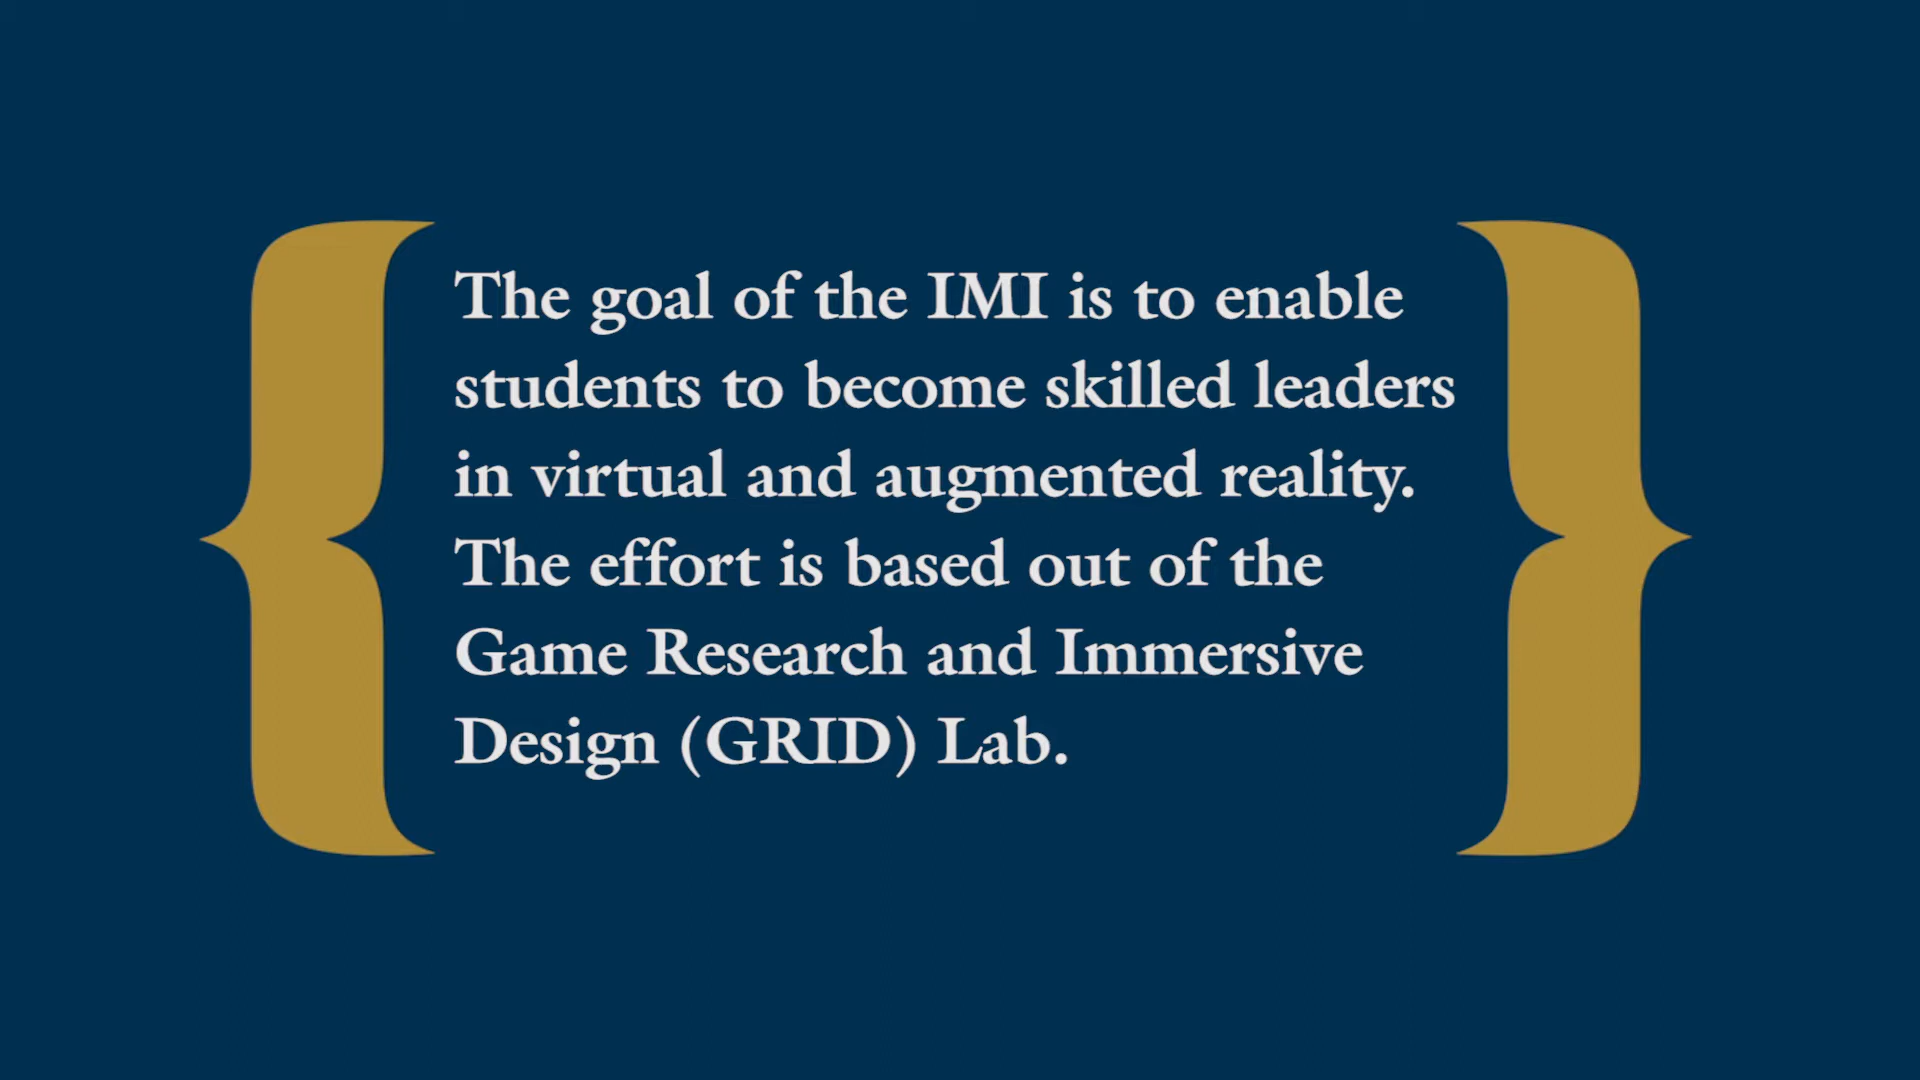 The goal of the IMI is to enable
students to become skilled leaders
in virtual and augmented reality.
The effort is based out of the
Game Research and Immersive
Design (GRID) Lab.